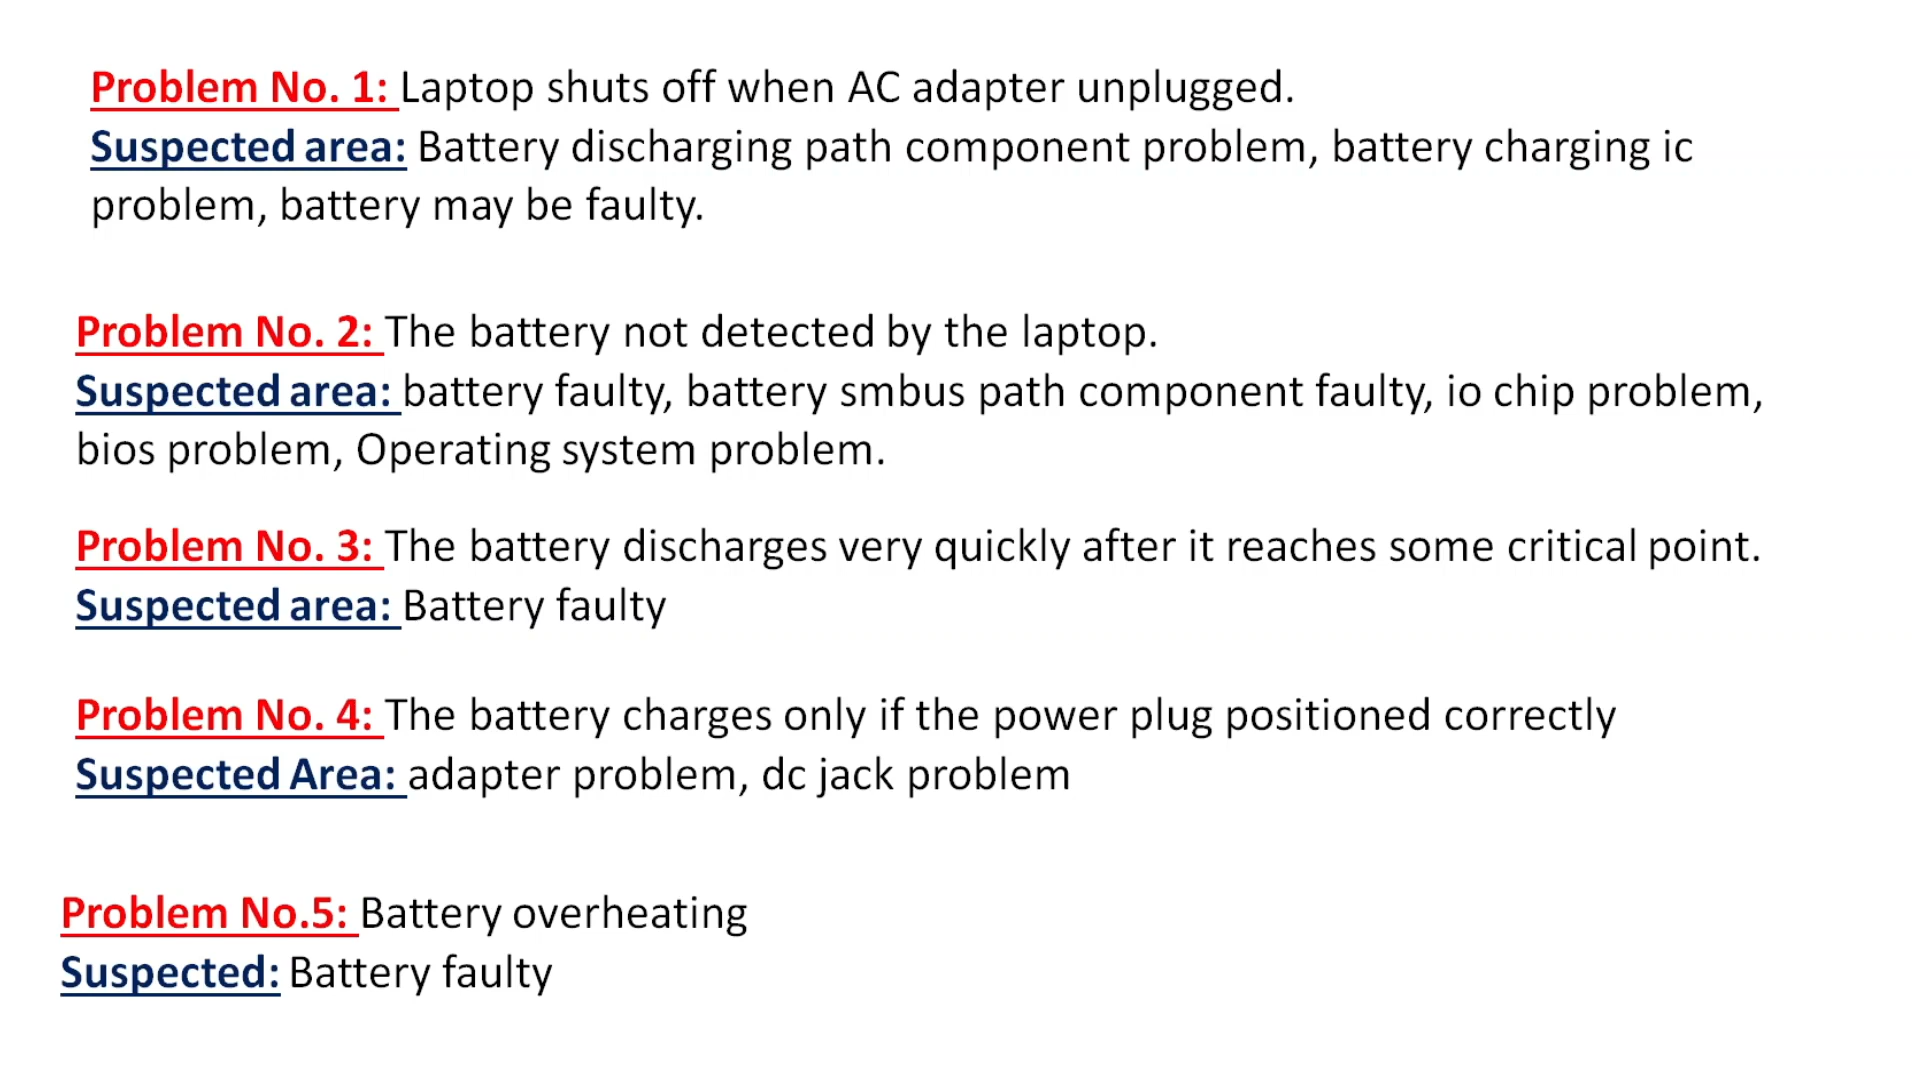 Problem No. 1: Laptop shuts off when AC adapter unplugged.
Suspected area: Battery discharging path component problem, battery charging ic
problem, battery may be faulty.
Problem No. 2: The battery not detected by the laptop.
Suspected area: battery faulty, battery smbus path component faulty, io chip problem,
bios problem, Operating system problem.
Problem No. 3: The battery discharges very quickly after it reaches some critical point.
Suspected area: Battery faulty
Problem No. 4: The battery charges only if the power plug positioned correctly
Suspected Area: adapter problem, dc jack problem
Problem No.5: Battery overheating
Suspected: Battery faulty